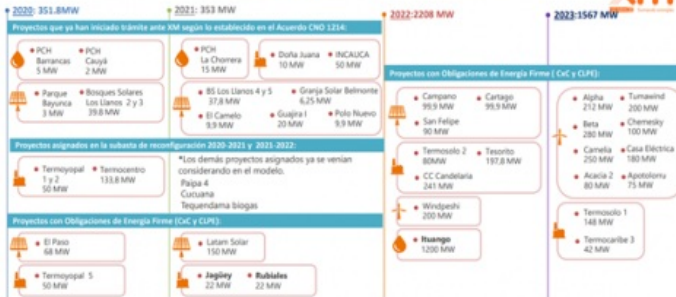 2020: 351.8MW
2021: 353 MW
2022:2208 MW
2023:1567 MW
Proyectos que ya han iniciado trámite ante XM según lo establecido en el Acuerdo CNO 1214:
PCH
Barrancas
5 MW
PCH
Cauyá
2 MW
Parque
Bayunca
3 MW
Bosques Solares
Los Llanos 2 y 3
39.8 MW
PCH
La Chorrera
15 MW
Doña Juana
10 MW
INCAUCA
50 MW
BS Los Llanos 4 y 5
37,8 MW
Granja Solar Belmonte
6,25 MW
El Camelo
9,9 MW
Guajira I
20 MW
Polo Nuevo
9,9 MW
Proyectos asignados en la subasta de reconfiguración 2020-2021 y 2021-2022:
Termoyopal
1 y 2
50 MW
Termocentro
133,8 MW
*Los demás proyectos asignados ya se venían
considerando en el modelo.
Paipa 4
Cucuana
Tequendama biogas
Proyectos con Obligaciones de Energía Firme (CxC y CLPE):
El Paso
68 MW
Termoyopal 5
50 MW
Latam Solar
150 MW
Jagüey
22 MW
Rubiales
22 MW
Proyectos con Obligaciones de Energía Firme ( CxC y CLPE):
Campano
99,9 MW
Cartago
99,9 MW
San Felipe
90 MW
Termosolo 2
80MW
Tesorito
197,8 MW
CC Candelaria
241 MW
Windpeshi
200 MW
Ituango
1200 MW
Alpha
212 MW
Tumawind
200 MW
Beta
280 MW
Chemesky
100 MW
Camelia
250 MW
Casa Eléctrica
180 MW
Acacia 2
80 MW
Apotolorru
75 MW
Termosolo 1
148 MW
Termocaribe 3
42 MW